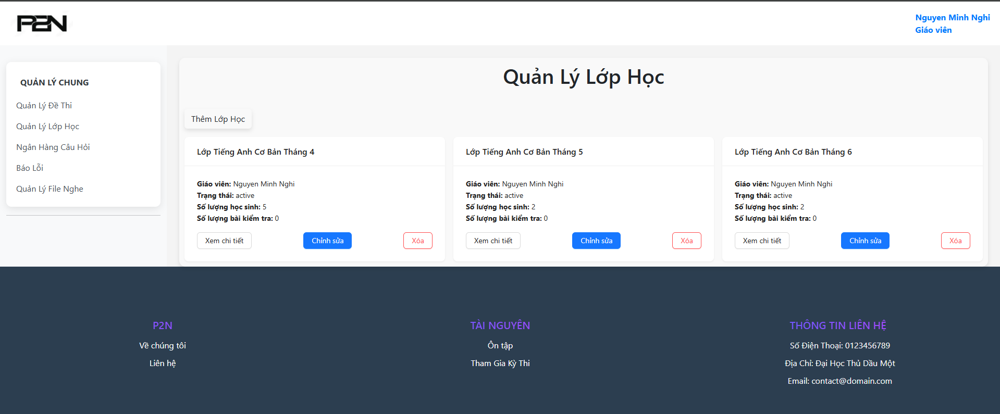 P2N
Nguyen Minh Nghi
Giáo viên
QUẢN LÝ CHUNG
Quản Lý Đề Thi
Quản Lý Lớp Học
Ngân Hàng Câu Hỏi
Báo Lỗi
Quản Lý File Nghe
Quản Lý Lớp Học
Thêm Lớp Học
Lớp Tiếng Anh Cơ Bản Tháng 4
Giáo viên: Nguyen Minh Nghi
Trạng thái: active
Số lượng học sinh: 5
Số lượng bài kiểm tra: 0
Xem chi tiết
Chỉnh sửa
Xóa
Lớp Tiếng Anh Cơ Bản Tháng 5
Giáo viên: Nguyen Minh Nghi
Trạng thái: active
Số lượng học sinh: 2
Số lượng bài kiểm tra: 0
Xem chi tiết
Chỉnh sửa
Xóa
Lớp Tiếng Anh Cơ Bản Tháng 6
Giáo viên: Nguyen Minh Nghi
Trạng thái: active
Số lượng học sinh: 2
Số lượng bài kiểm tra: 0
Xem chi tiết
Chỉnh sửa
Xóa
P2N
Về chúng tôi
Liên hệ
TÀI NGUYÊN
Ôn tập
Tham Gia Kỳ Thi
THÔNG TIN LIÊN HỆ
Số Điện Thoại: 0123456789
Địa Chỉ: Đại Học Thủ Dầu Một
Email: contact@domain.com